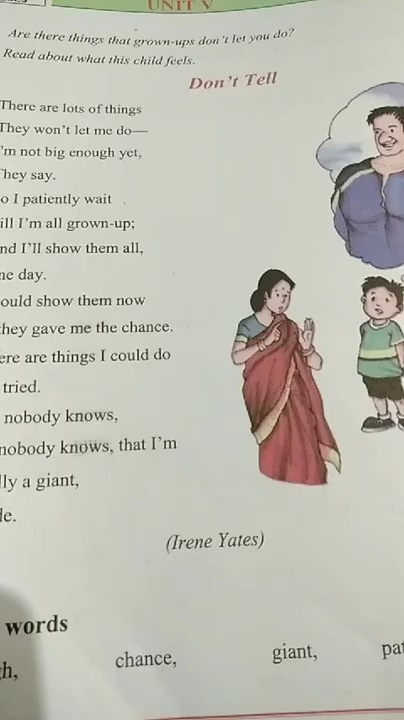 UNIT V
Are there things that grown-ups don't let you do?
Read about what this child feels.
Don't Tell
There are lots of things
They won't let me do—
'm not big enough yet,
They say.
o I patiently wait
ill I'm all grown-up;
nd I'll show them all,
ne day.
ould show them now
they gave me the chance.
ere are things I could do
tried.
nobody knows,
nobody knows, that I'm
lly a giant,
de.
(Irene Yates)
words
gh,
chance, giant, pat